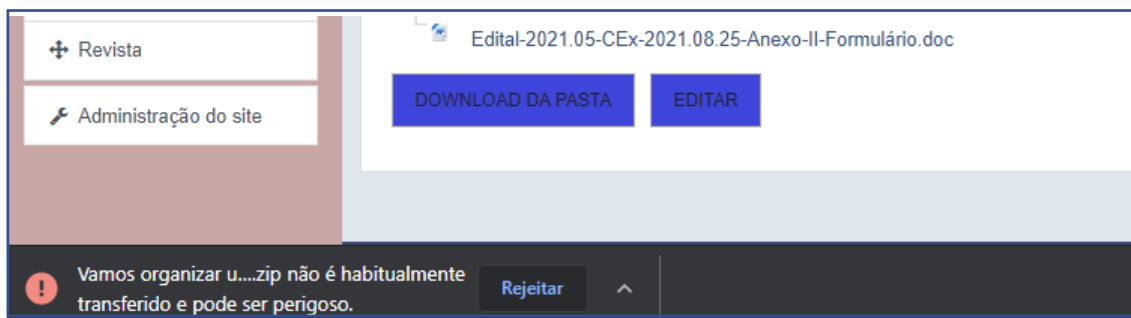 Revista
Administração do site
Edital-2021.05-CEx-2021.08.25-Anexo-II-Formulário.doc
DOWNLOAD DA PASTA
EDITAR
Vamos organizar u....zip não é habitualmente
transferido e pode ser perigoso.
Rejeitar